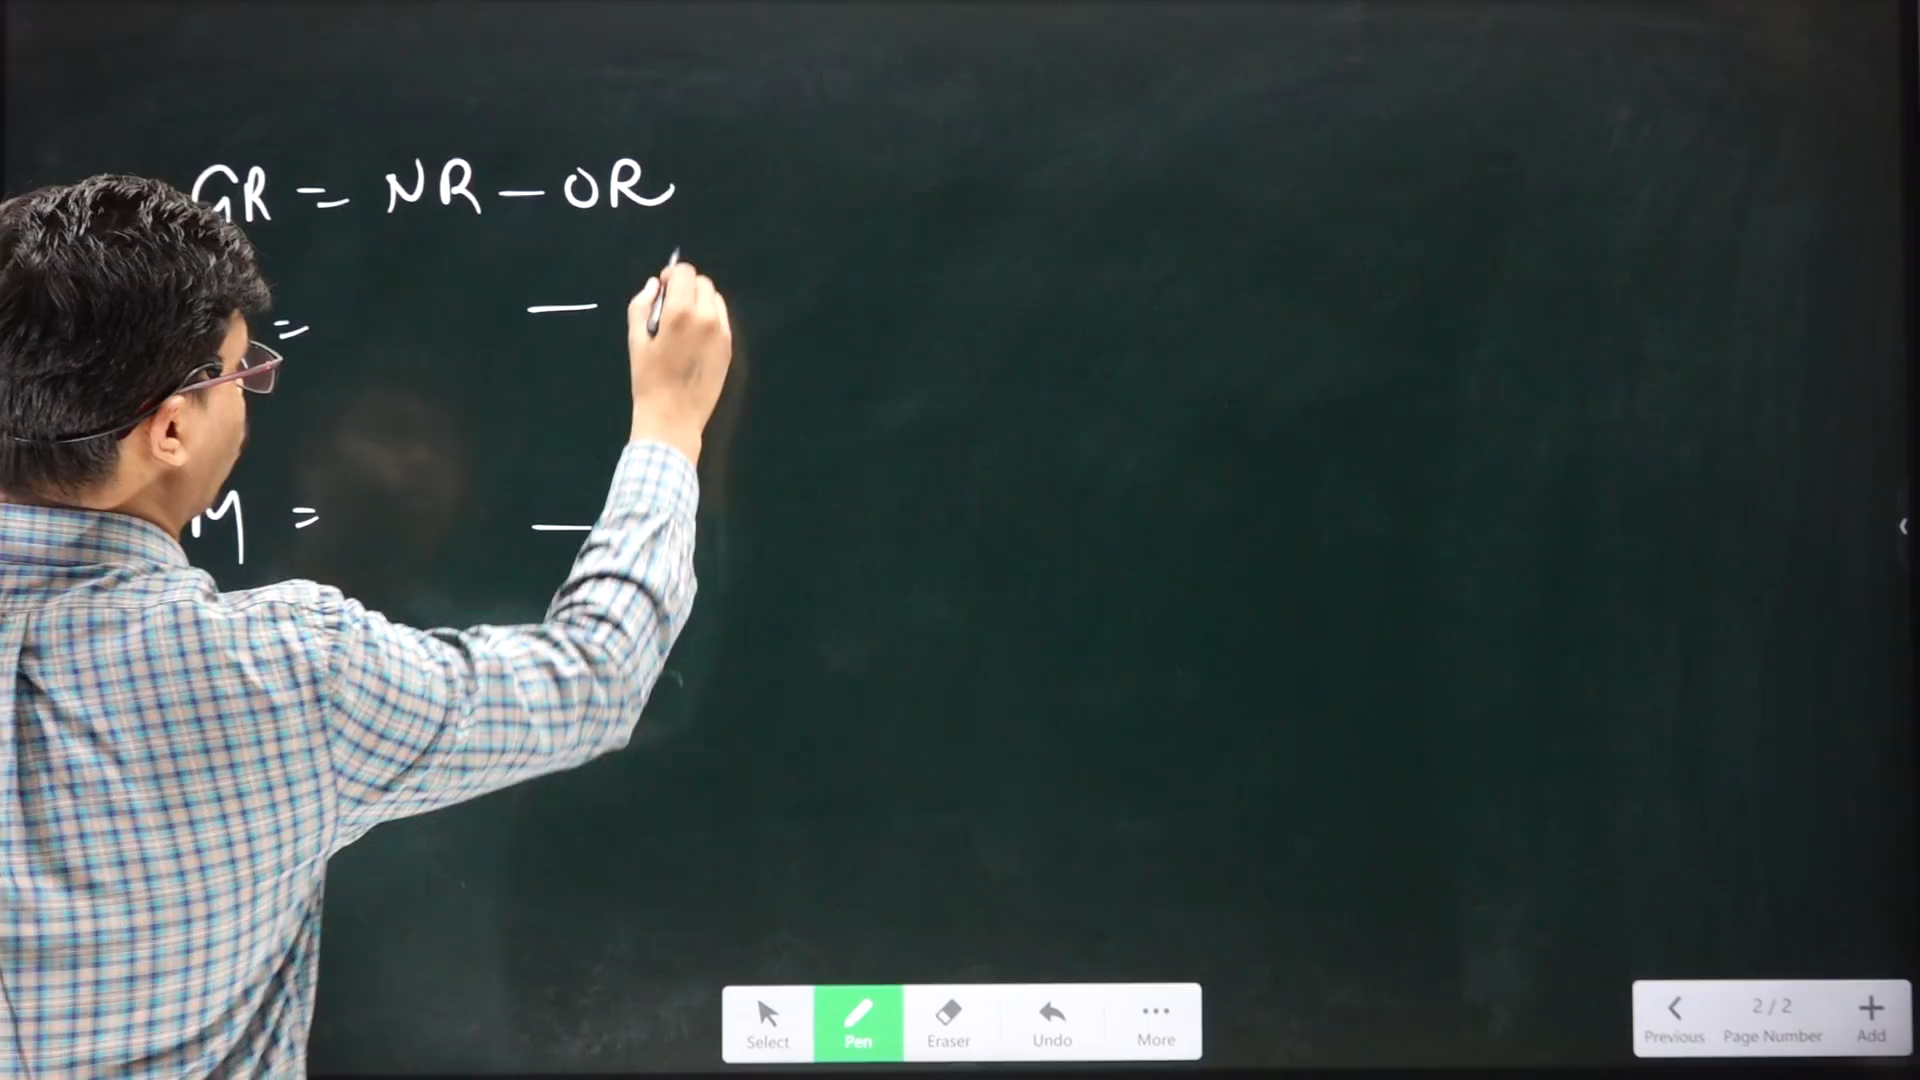 GR = NR - OR
= —
M = —
Select Pen Eraser Undo More
Previous 2 / 2 Page Number Add